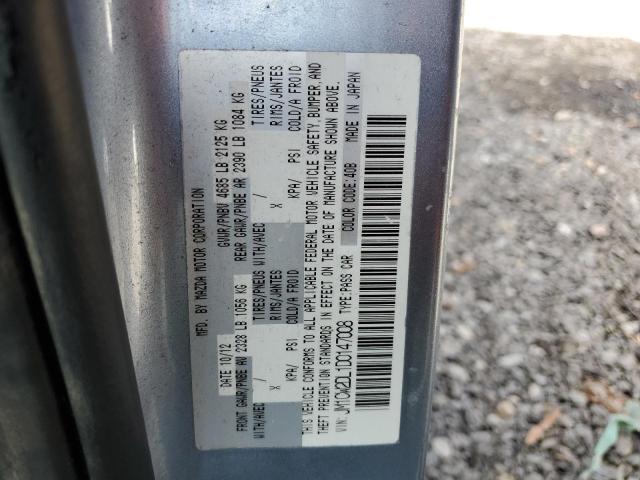 MFD. BY MAZDA MOTOR CORPORATION
DATE 10/12 GVWR/PNBV 4685 LB 2125 KG
FRONT GAWR/PNBE AV 2328 LB 1056 KG REAR GAWR/PNBE AR 2390 LB 1084 KG
WITH/AVEC TIRES/PNEUS WITH/AVEC TIRES/PNEUS
/ RIMS/JANTES / RIMS/JANTES
X X
KPA/ PSI COLD/A FROID KPA/ PSI COLD/A FROID
THIS VEHICLE CONFORMS TO ALL APPLICABLE FEDERAL MOTOR VEHICLE SAFETY, BUMPER, AND
THEFT PREVENTION STANDARDS IN EFFECT ON THE DATE OF MANUFACTURE SHOWN ABOVE.
VIN: JM1CW2DL1D0147008 TYPE:PASS CAR COLOR CODE:40B MADE IN JAPAN